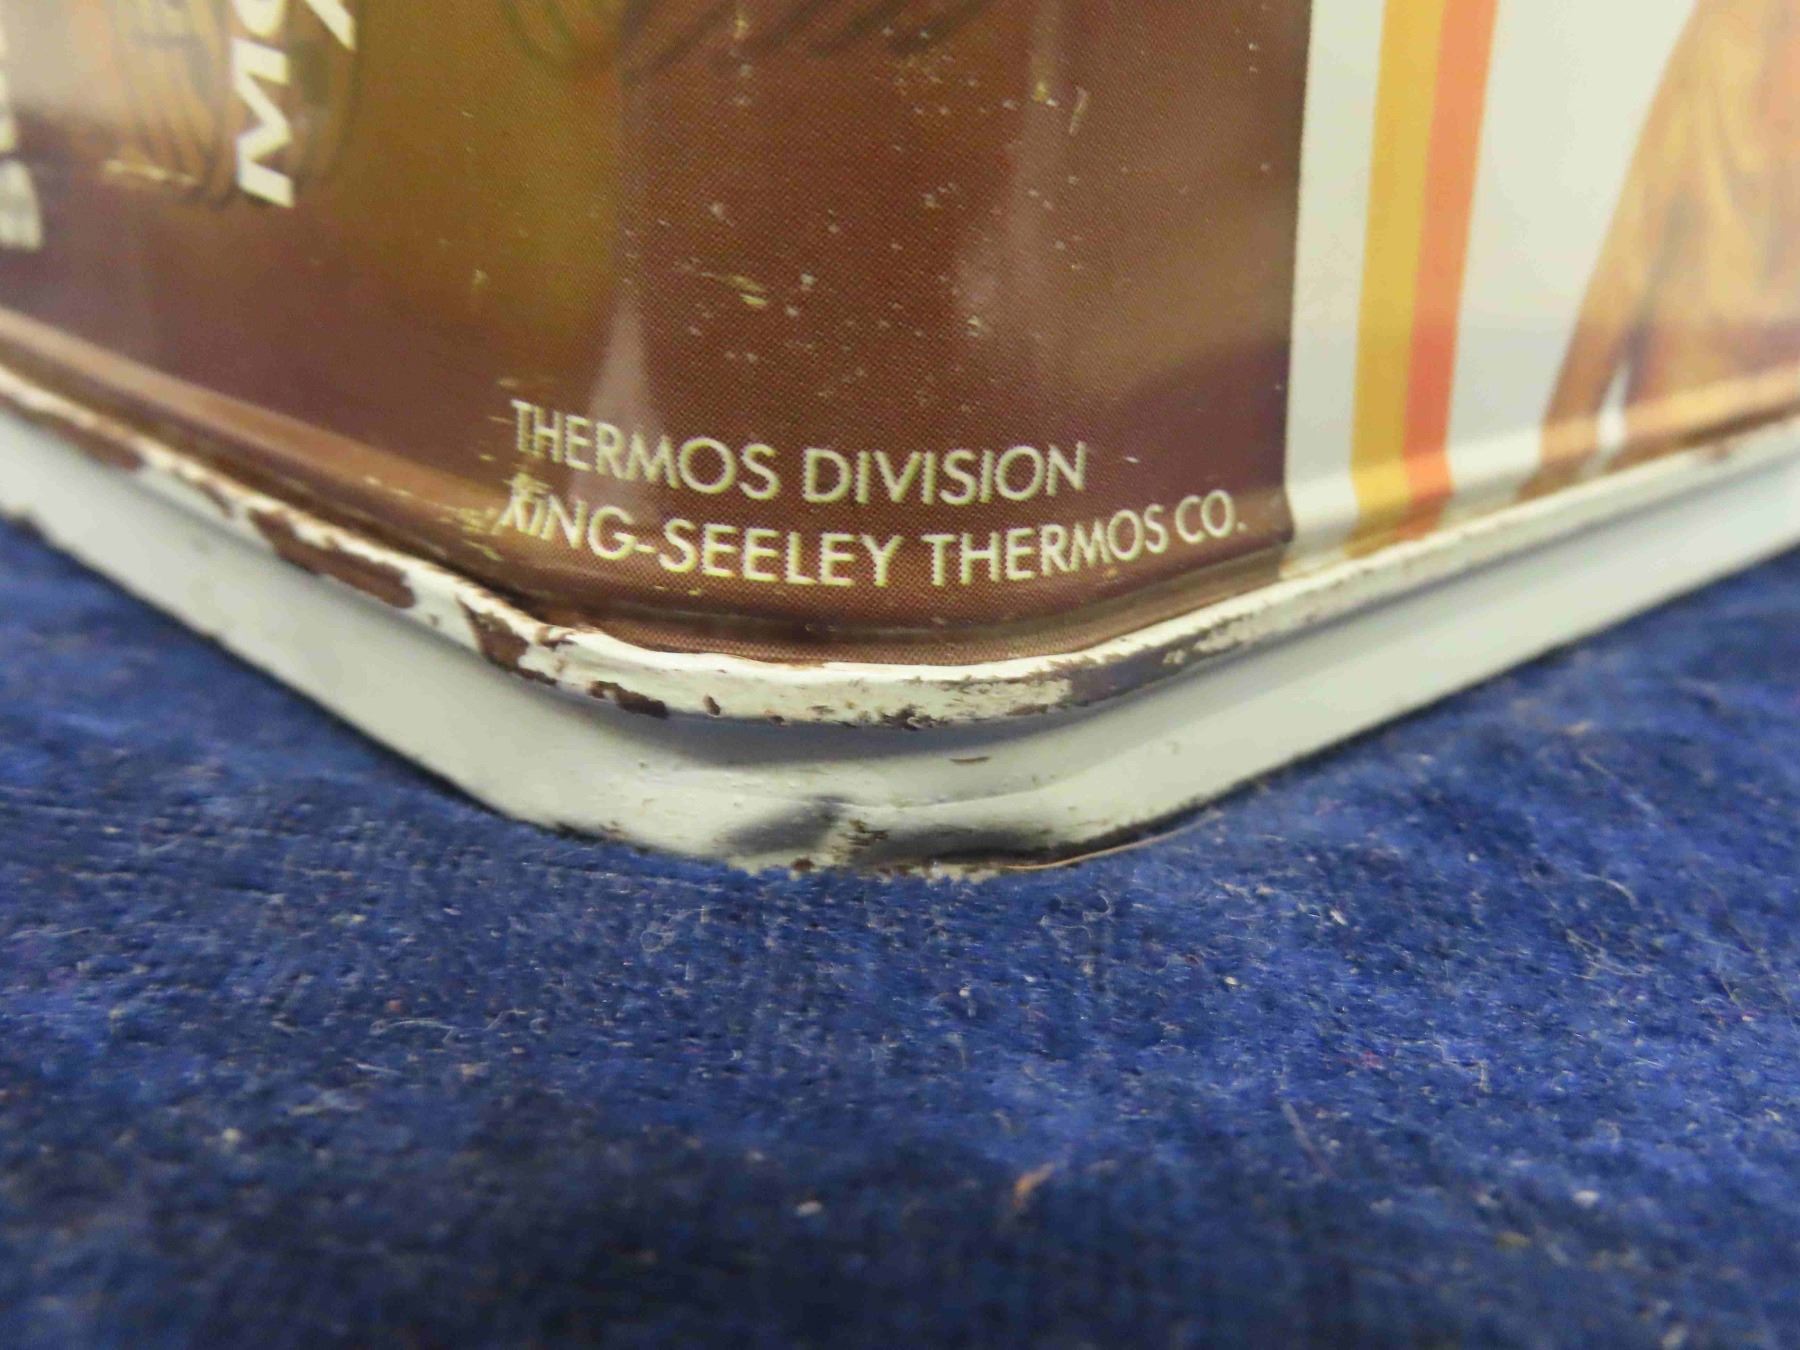 THERMOS DIVISION
KING-SEELEY THERMOS CO.